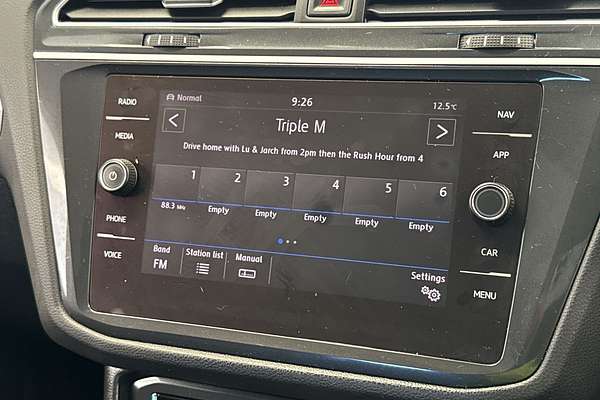 RADIO
MEDIA
PHONE
VOICE
Normal 9:26 12.5°C
Triple M
Drive home with Lu & Jarch from 2pm then the Rush Hour from 4
1 2 3 4 5 6
88.3 MHz Empty Empty Empty Empty Empty
Band Station list Manual Settings
FM
NAV
APP
CAR
MENU